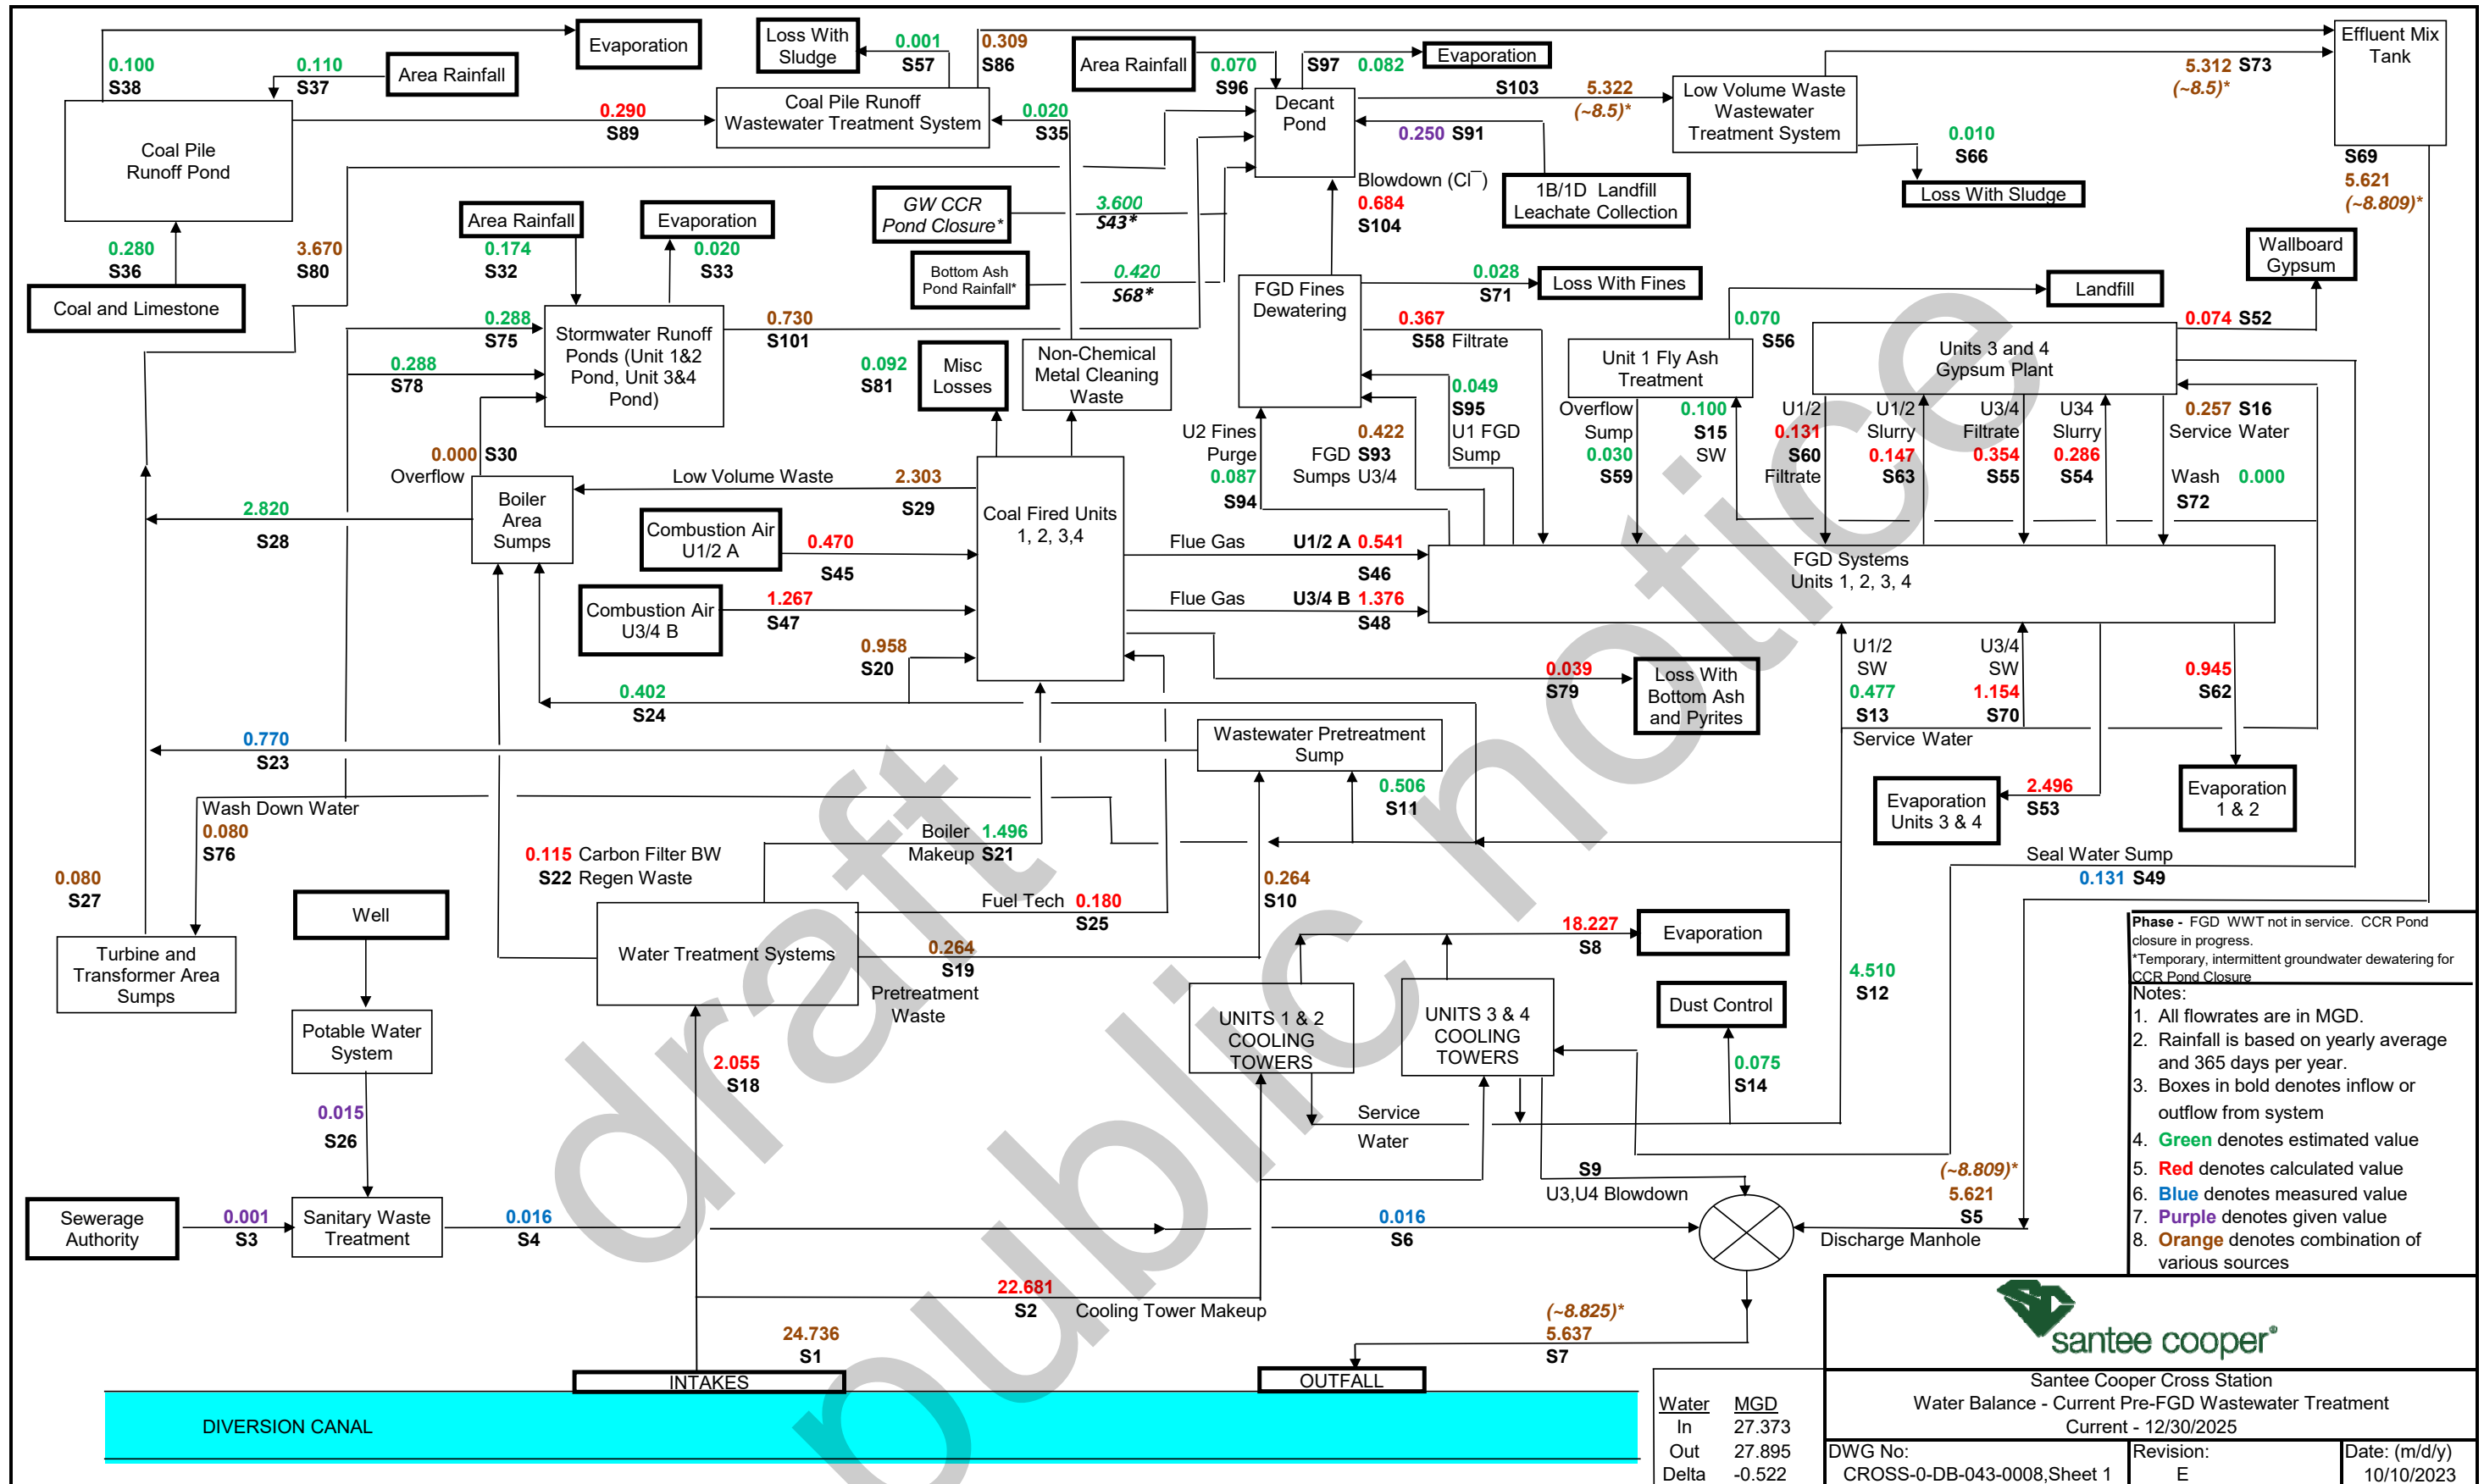 Evaporation
Loss With
Sludge
0.001
S57
0.309
S86
Area Rainfall
0.070
S96
S97 0.082
Evaporation
Effluent Mix
Tank
0.100
S38
0.110
S37
Area Rainfall
S103 5.322
(~8.5)*
Low Volume Waste
Wastewater
Treatment System
5.312 S73
(~8.5)*
Coal Pile
Runoff Pond
0.290
S89
Coal Pile Runoff
Wastewater Treatment System
0.020
S35
Decant
Pond
0.250 S91
0.010
S66
Loss With Sludge
S69
5.621
(~8.809)*
Blowdown (Cl¯)
0.684
S104
1B/1D Landfill
Leachate Collection
GW CCR
Pond Closure*
3.600
S43*
Area Rainfall
0.174
S32
Evaporation
0.020
S33
0.280
S36
3.670
S80
Coal and Limestone
Bottom Ash
Pond Rainfall*
0.420
S68*
Wallboard
Gypsum
FGD Fines
Dewatering
0.028
S71
Loss With Fines
Landfill
0.288
S75
0.288
S78
Stormwater Runoff
Ponds (Unit 1&2
Pond, Unit 3&4
Pond)
0.730
S101
0.092
S81
Misc
Losses
Non-Chemical
Metal Cleaning
Waste
0.367
S58 Filtrate
0.070
S56
Unit 1 Fly Ash
Treatment
Units 3 and 4
Gypsum Plant
0.074 S52
0.049
S95
U1 FGD
Sump
U2 Fines
Purge
0.087
S94
0.422
FGD S93
Sumps U3/4
Overflow
Sump
0.030
S59
0.100
S15
SW
U1/2
0.131
S60
Filtrate
U1/2
Slurry
0.147
S63
U3/4
Filtrate
0.354
S55
U34
Slurry
0.286
S54
0.257 S16
Service Water
Wash 0.000
S72
0.000 S30
Overflow
Boiler
Area
Sumps
Low Volume Waste 2.303
S29
Coal Fired Units
1, 2, 3,4
2.820
S28
Combustion Air
U1/2 A
0.470
S45
Flue Gas U1/2 A 0.541
S46
FGD Systems
Units 1, 2, 3, 4
Combustion Air
U3/4 B
1.267
S47
Flue Gas U3/4 B 1.376
S48
0.958
S20
0.402
S24
0.039
S79
Loss With
Bottom Ash
and Pyrites
U1/2
SW
0.477
S13
U3/4
SW
1.154
S70
0.945
S62
Service Water
0.770
S23
Wastewater Pretreatment
Sump
0.506
S11
Evaporation
Units 3 & 4
2.496
S53
Evaporation
1 & 2
Wash Down Water
0.080
S76
Boiler 1.496
Makeup S21
0.115 Carbon Filter BW
S22 Regen Waste
Seal Water Sump
0.131 S49
0.080
S27
Well
Fuel Tech 0.180
S25
0.264
S10
Turbine and
Transformer Area
Sumps
Water Treatment Systems
0.264
S19
Pretreatment
Waste
18.227
S8
Evaporation
Phase - FGD WWT not in service. CCR Pond
closure in progress.
*Temporary, intermittent groundwater dewatering for
CCR Pond Closure
Notes:
1. All flowrates are in MGD.
2. Rainfall is based on yearly average
and 365 days per year.
3. Boxes in bold denotes inflow or
outflow from system
4. Green denotes estimated value
5. Red denotes calculated value
6. Blue denotes measured value
7. Purple denotes given value
8. Orange denotes combination of
various sources
Potable Water
System
UNITS 1 & 2
COOLING
TOWERS
UNITS 3 & 4
COOLING
TOWERS
Dust Control
4.510
S12
0.075
S14
2.055
S18
0.015
S26
Service
Water
S9
U3,U4 Blowdown
(~8.809)*
5.621
S5
Discharge Manhole
Sewerage
Authority
0.001
S3
Sanitary Waste
Treatment
0.016
S4
0.016
S6
22.681
S2 Cooling Tower Makeup
(~8.825)*
5.637
S7
24.736
S1
INTAKES
OUTFALL
DIVERSION CANAL
Water MGD
In 27.373
Out 27.895
Delta -0.522
santee cooper®
Santee Cooper Cross Station
Water Balance - Current Pre-FGD Wastewater Treatment
Current - 12/30/2025
DWG No:
CROSS-0-DB-043-0008,Sheet 1
Revision:
E
Date: (m/d/y)
10/10/2023
draft
public notice